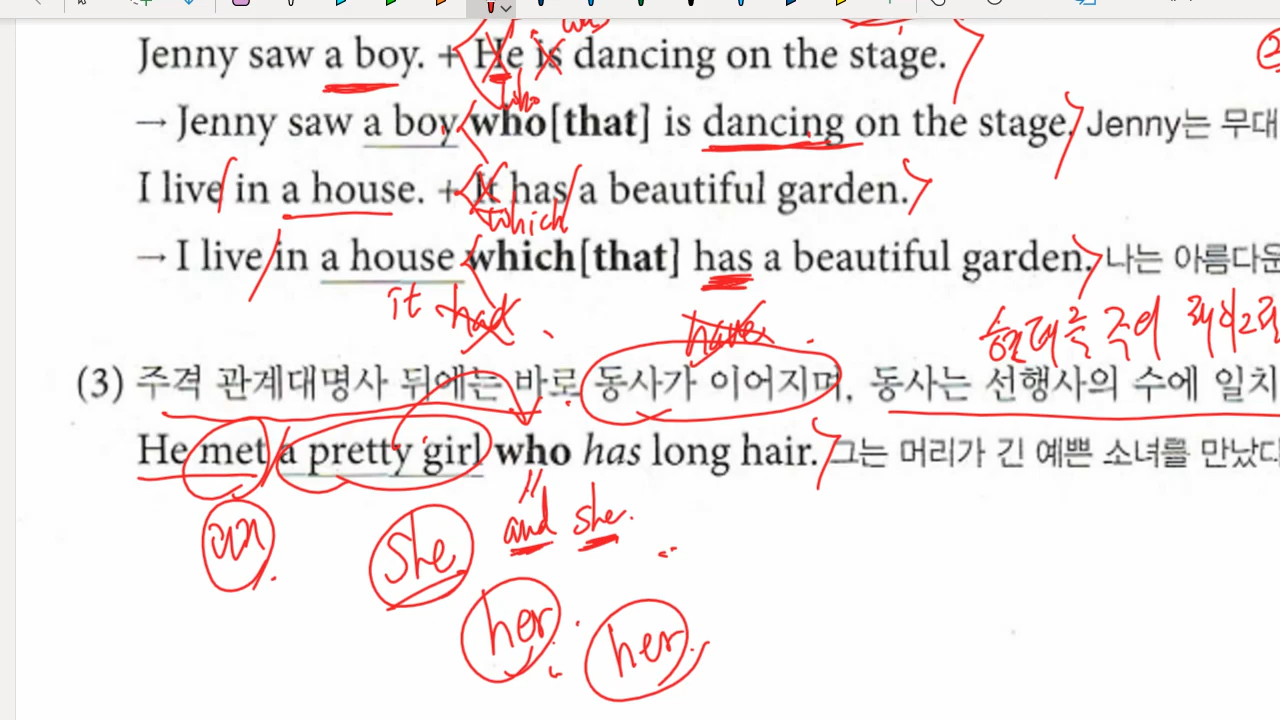 was
Jenny saw a boy. + He is dancing on the stage.
who
→ Jenny saw a boy who[that] is dancing on the stage. Jenny는 무대
I live in a house. + It has a beautiful garden.
which
→ I live in a house which[that] has a beautiful garden. 나는 아름다운
it had
have
(3) 주격 관계대명사 뒤에는 바로 동사가 이어지며, 동사는 선행사의 수에 일치
He met a pretty girl who has long hair. 그는 머리가 긴 예쁜 소녀를 만났다
and she.
she
her her